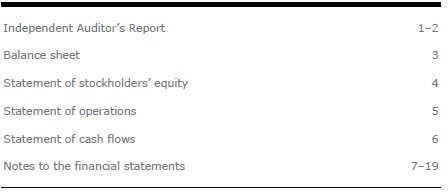 Independent Auditor’s Report 1–2
Balance sheet 3
Statement of stockholders’ equity 4
Statement of operations 5
Statement of cash flows 6
Notes to the financial statements 7–19